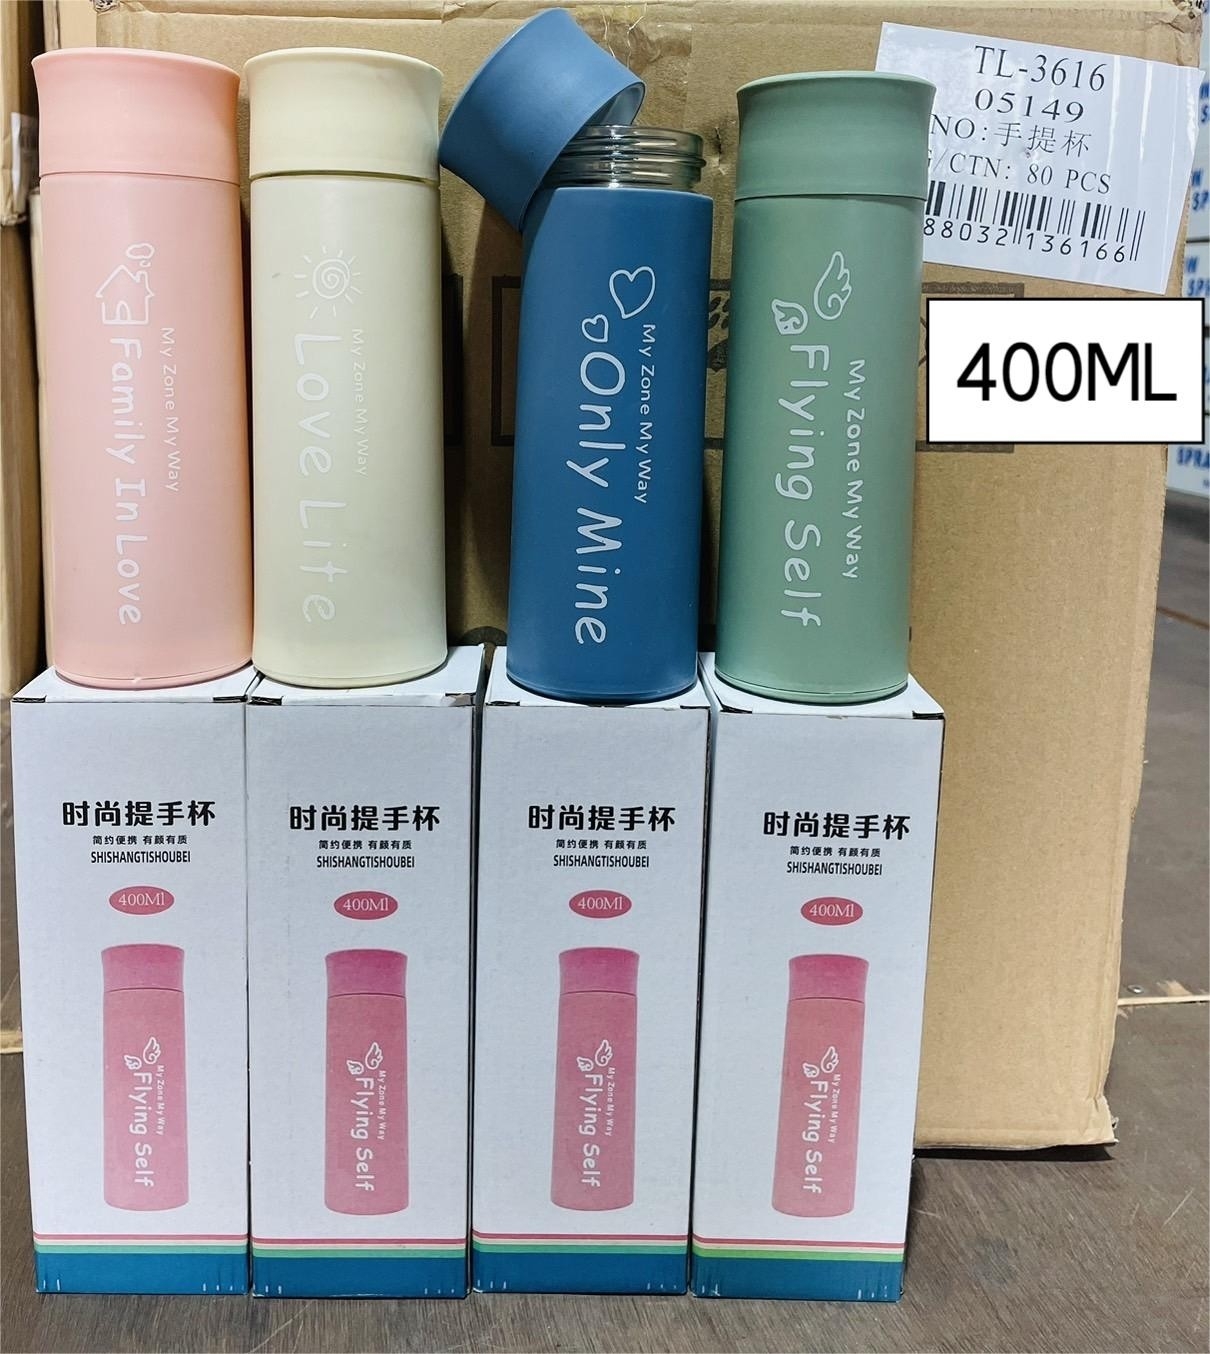 TL-3616
05149
NO:手提杯
/CTN: 80 PCS
88032 136166
400ML
My Zone My Way
Family In Love
My Zone My Way
Love Life
My Zone My Way
Only Mine
My Zone My Way
Flying Self
时尚提手杯
简约便携 有颜有质
SHISHANGTISHOUBEI
400Ml
My Zone My Way
Flying Self
时尚提手杯
简约便携 有颜有质
SHISHANGTISHOUBEI
400Ml
My Zone My Way
Flying Self
时尚提手杯
简约便携 有颜有质
SHISHANGTISHOUBEI
400Ml
My Zone My Way
Flying Self
时尚提手杯
简约便携 有颜有质
SHISHANGTISHOUBEI
400Ml
My Zone My Way
Flying Self